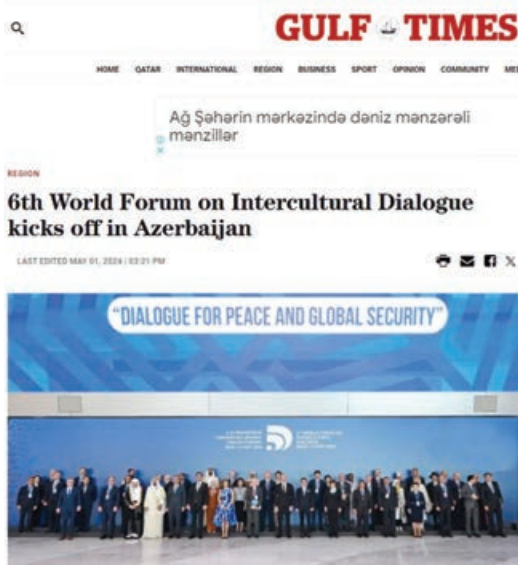 GULF TIMES
HOME QATAR INTERNATIONAL REGION BUSINESS SPORT OPINION COMMUNITY
Ağ Şəhərin mərkəzində dəniz mənzərəli
mənzillər
REGION
6th World Forum on Intercultural Dialogue
kicks off in Azerbaijan
LAST EDITED MAY 01, 2024 | 03:21 PM
"DIALOGUE FOR PEACE AND GLOBAL SECURITY"